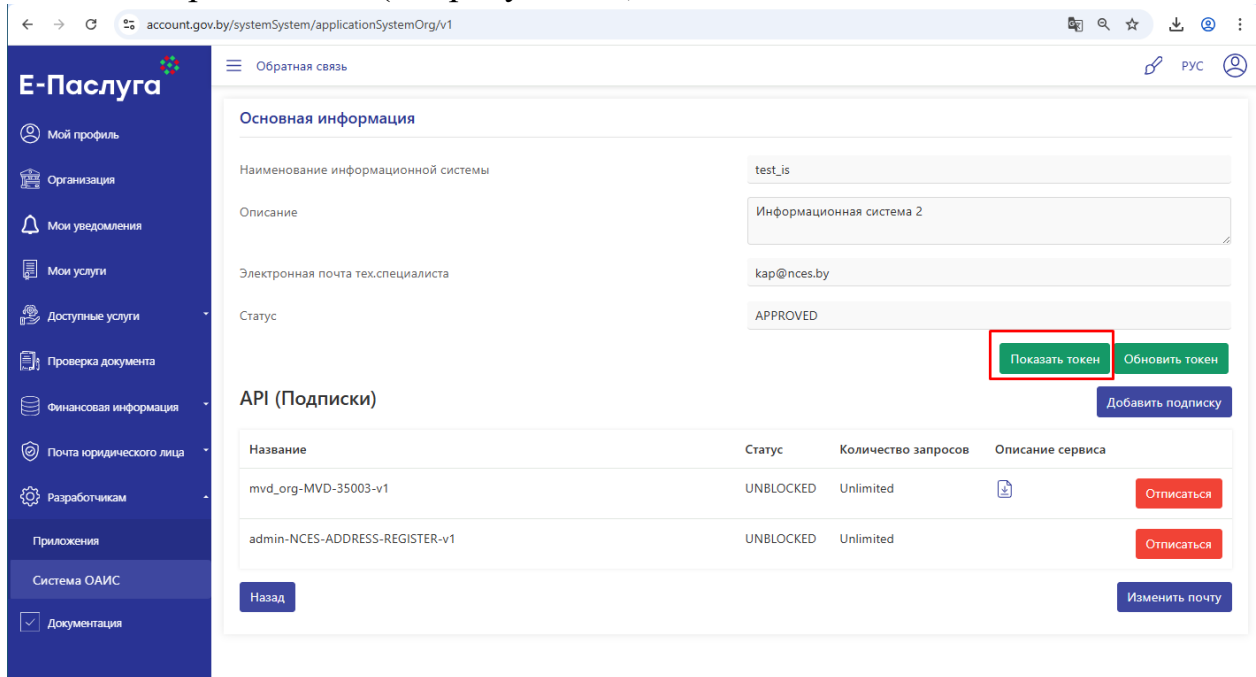 account.gov.by/systemSystem/applicationSystemOrg/v1
Е-Паслуга
Обратная связь
РУС
Мой профиль
Организация
Мои уведомления
Мои услуги
Доступные услуги
Проверка документа
Финансовая информация
Почта юридического лица
Разработчикам
Приложения
Система ОАИС
Документация
Основная информация
Наименование информационной системы test_is
Описание Информационная система 2
Электронная почта тех.специалиста kap@nces.by
Статус APPROVED
Показать токен Обновить токен
API (Подписки) Добавить подписку
Название Статус Количество запросов Описание сервиса
mvd_org-MVD-35003-v1 UNBLOCKED Unlimited Отписаться
admin-NCES-ADDRESS-REGISTER-v1 UNBLOCKED Unlimited Отписаться
Назад Изменить почту